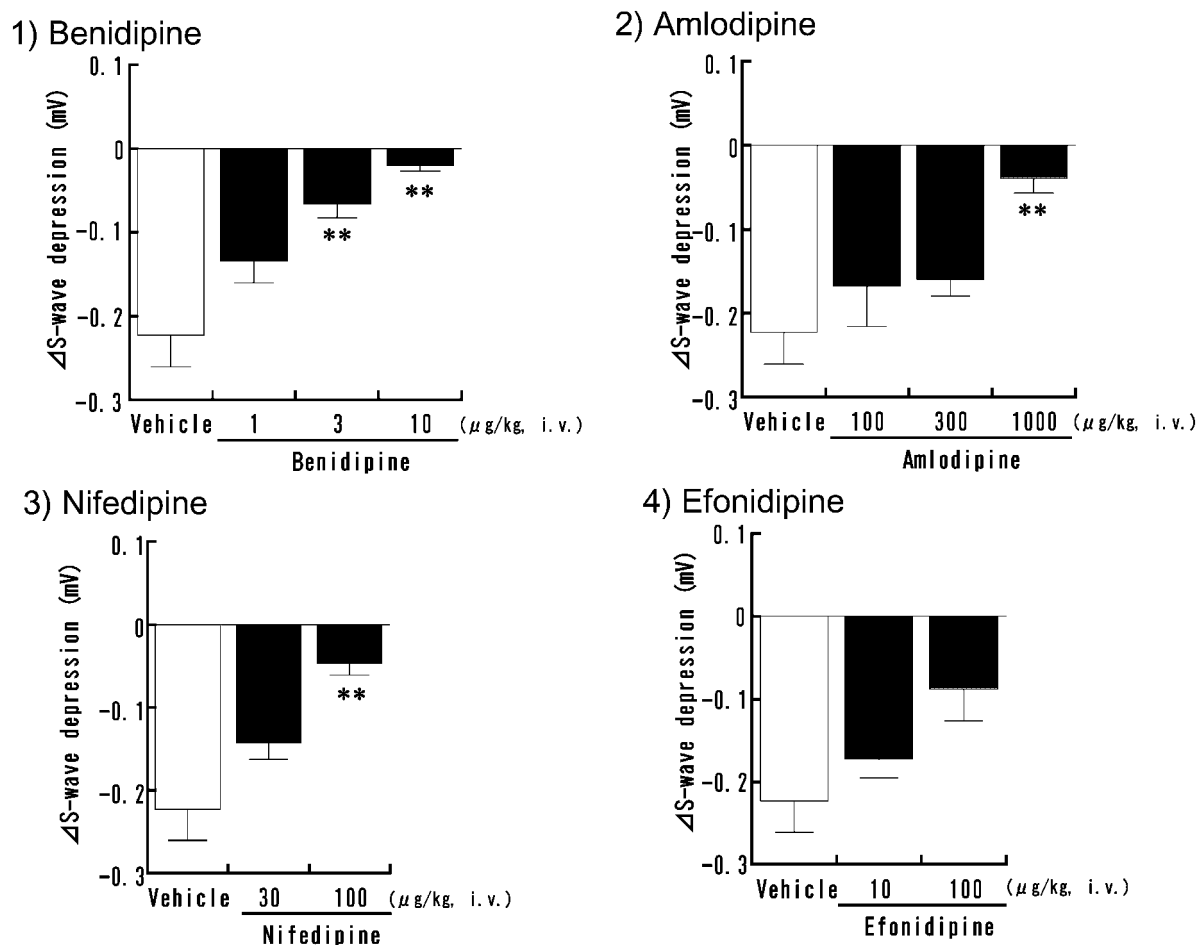 1) Benidipine
ΔS-wave depression (mV)
0.1
0
-0.1
-0.2
-0.3
**
**
Vehicle 1 3 10 (μg/kg, i.v.)
Benidipine
2) Amlodipine
ΔS-wave depression (mV)
0.1
0
-0.1
-0.2
-0.3
**
Vehicle 100 300 1000 (μg/kg, i.v.)
Amlodipine
3) Nifedipine
ΔS-wave depression (mV)
0.1
0
-0.1
-0.2
-0.3
**
Vehicle 30 100 (μg/kg, i.v.)
Nifedipine
4) Efonidipine
ΔS-wave depression (mV)
0.1
0
-0.1
-0.2
-0.3
Vehicle 10 100 (μg/kg, i.v.)
Efonidipine